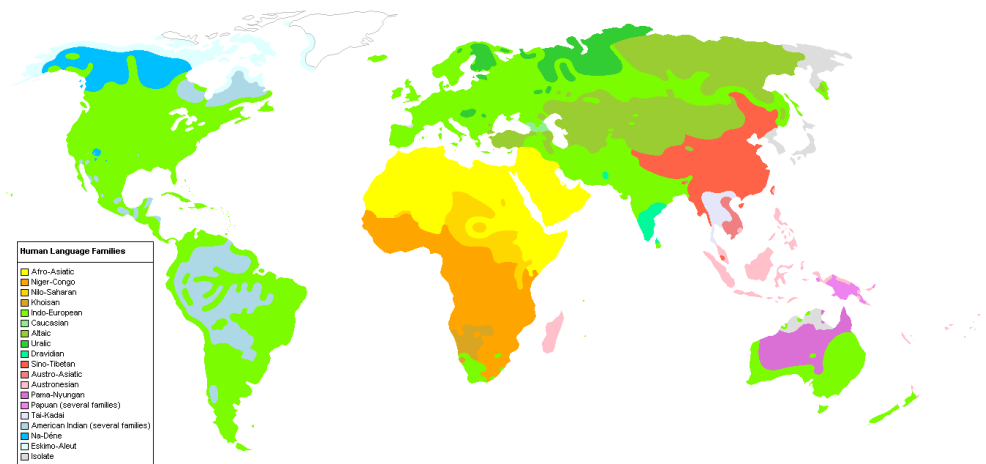 Human Language Families
Afro-Asiatic
Niger-Congo
Nilo-Saharan
Khoisan
Indo-European
Caucasian
Altaic
Uralic
Dravidian
Sino-Tibetan
Austro-Asiatic
Austronesian
Pama-Nyungan
Papuan (several families)
Tai-Kadai
American Indian (several families)
Na-Déne
Eskimo-Aleut
Isolate